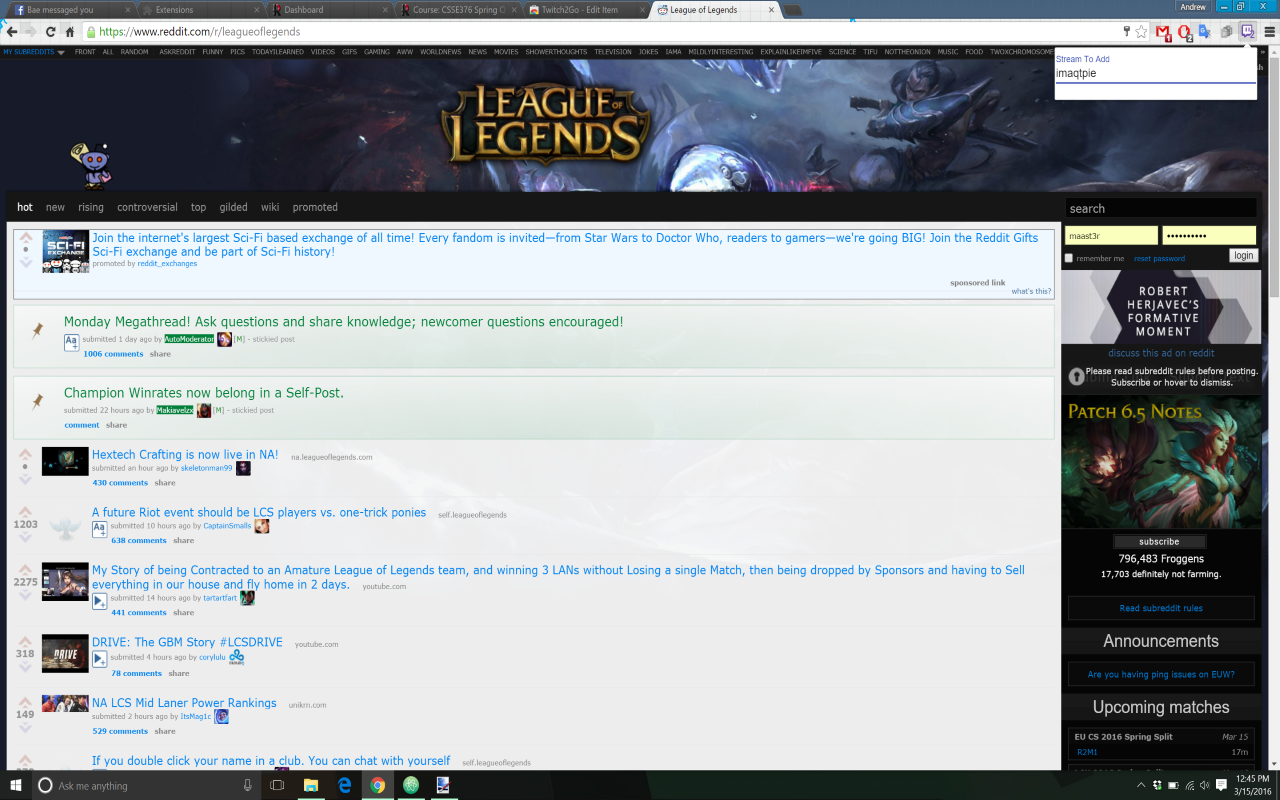 Bae messaged you
Extensions
Dashboard
Course: CSSE376 Spring
Twitch2Go - Edit Item
League of Legends
Andrew
https://www.reddit.com/r/leagueoflegends
MY SUBREDDITS FRONT ALL RANDOM ASKREDDIT FUNNY PICS TODAYILEARNED VIDEOS GIFS GAMING AWW WORLDNEWS NEWS MOVIES SHOWERTHOUGHTS TELEVISION JOKES IAMA MILDLYINTERESTING EXPLAINLIKEIMFIVE SCIENCE TIFU NOTTHEONION MUSIC FOOD TWOXCHROMOSOME
Stream To Add
imaqtpie
LEAGUE OF
LEGENDS
hot new rising controversial top gilded wiki promoted
search
SCI-FI
EXCHANGE
Join the internet's largest Sci-Fi based exchange of all time! Every fandom is invited—from Star Wars to Doctor Who, readers to gamers—we're going BIG! Join the Reddit Gifts
Sci-Fi exchange and be part of Sci-Fi history!
promoted by reddit_exchanges
sponsored link
what's this?
maast3r ••••••••••
remember me reset password login
Monday Megathread! Ask questions and share knowledge; newcomer questions encouraged!
Aa+ submitted 1 day ago by AutoModerator [M] - stickied post
1006 comments share
ROBERT
HERJAVEC'S
FORMATIVE
MOMENT
discuss this ad on reddit
Please read subreddit rules before posting.
Subscribe or hover to dismiss.
Champion Winrates now belong in a Self-Post.
submitted 22 hours ago by Makiavelzx [M] - stickied post
comment share
PATCH 6.5 NOTES
Hextech Crafting is now live in NA! na.leagueoflegends.com
submitted an hour ago by skeletonman99
430 comments share
1203
A future Riot event should be LCS players vs. one-trick ponies self.leagueoflegends
Aa+ submitted 10 hours ago by CaptainSmalls
638 comments share
subscribe
796,483 Froggens
17,703 definitely not farming.
2275
My Story of being Contracted to an Amature League of Legends team, and winning 3 LANs without Losing a single Match, then being dropped by Sponsors and having to Sell
everything in our house and fly home in 2 days. youtube.com
submitted 14 hours ago by tartartfart
441 comments share
Read subreddit rules
Announcements
Are you having ping issues on EUW?
318
DRIVE
DRIVE: The GBM Story #LCSDRIVE youtube.com
submitted 4 hours ago by corylulu
78 comments share
149
NA LCS Mid Laner Power Rankings unikrn.com
submitted 2 hours ago by ItsMag1c
529 comments share
Upcoming matches
EU CS 2016 Spring Split Mar 15
R2M1 17m
If you double click your name in a club. You can chat with yourself self.leagueoflegends
Ask me anything
12:45 PM
3/15/2016